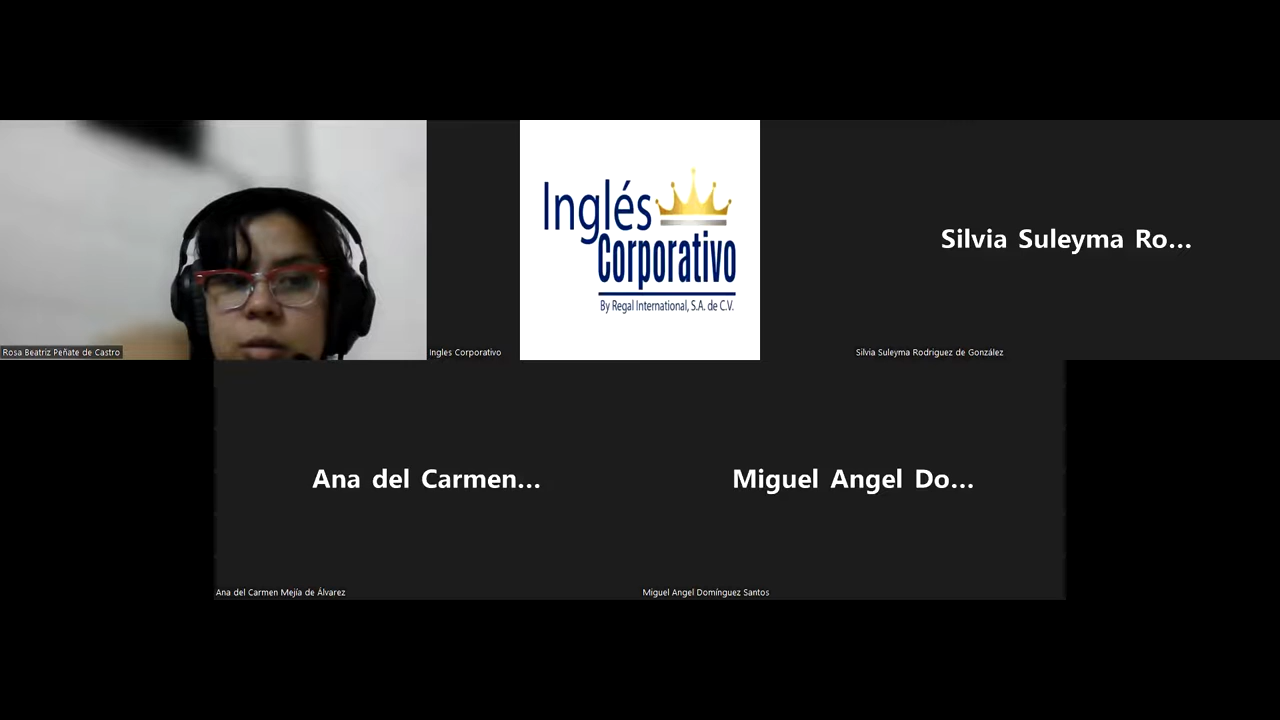 Inglés
Corporativo
By Regal International, S.A. de C.V.
Silvia Suleyma Ro...
Rosa Beatriz Peñate de Castro
Ingles Corporativo
Silvia Suleyma Rodriguez de González
Ana del Carmen...
Miguel Angel Do...
Ana del Carmen Mejía de Álvarez
Miguel Angel Domínguez Santos